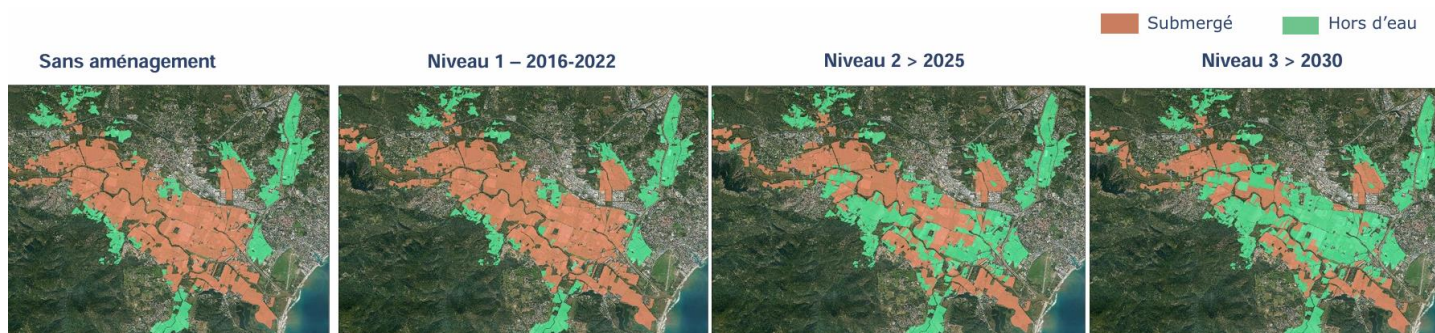 Submergé
Hors d'eau
Sans aménagement
Niveau 1 – 2016-2022
Niveau 2 > 2025
Niveau 3 > 2030